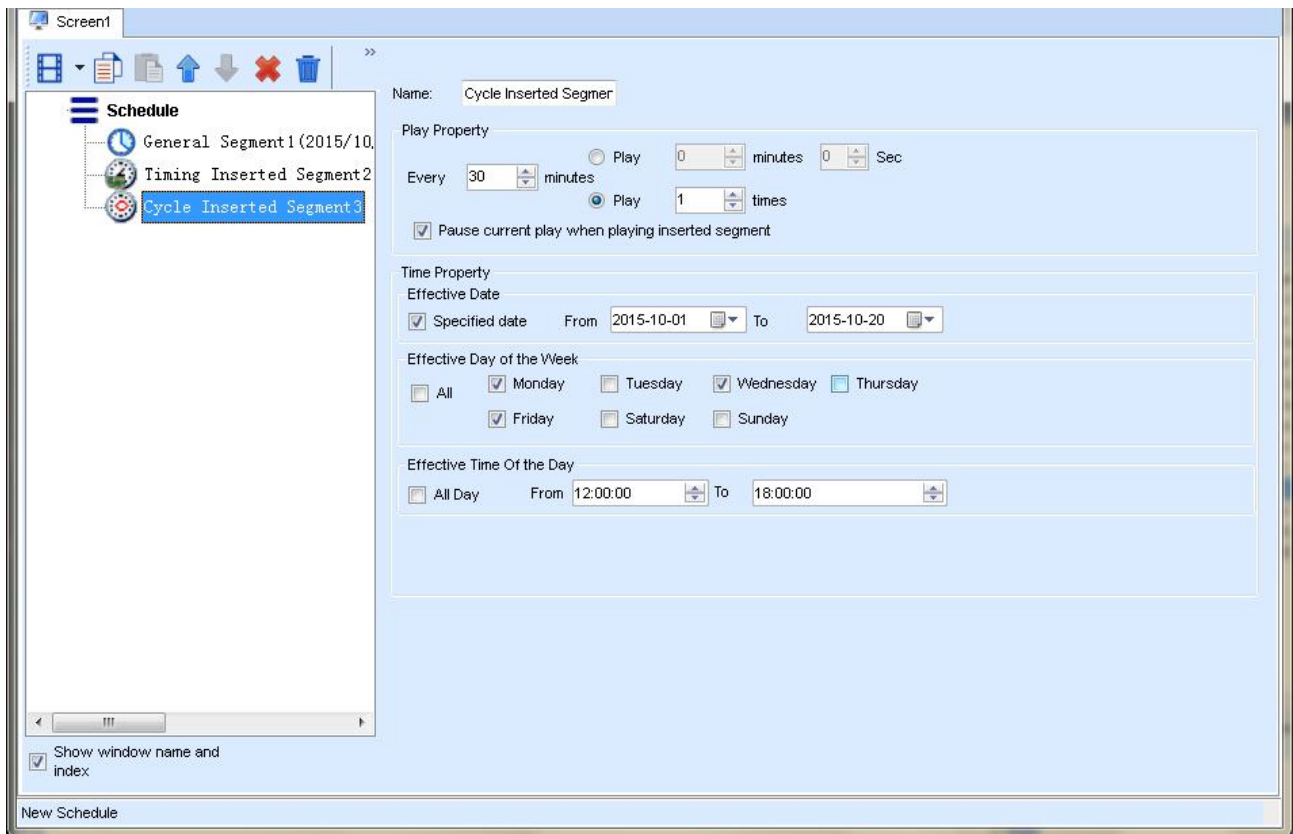 Screen1
»
Name: Cycle Inserted Segmer
Schedule
General Segment1(2015/10,
Timing Inserted Segment2
Cycle Inserted Segment3
Play Property
Play 0 minutes 0 Sec
Every 30 minutes
Play 1 times
Pause current play when playing inserted segment
Time Property
Effective Date
Specified date From 2015-10-01 To 2015-10-20
Effective Day of the Week
All Monday Tuesday Wednesday Thursday
Friday Saturday Sunday
Effective Time Of the Day
All Day From 12:00:00 To 18:00:00
Show window name and
index
New Schedule